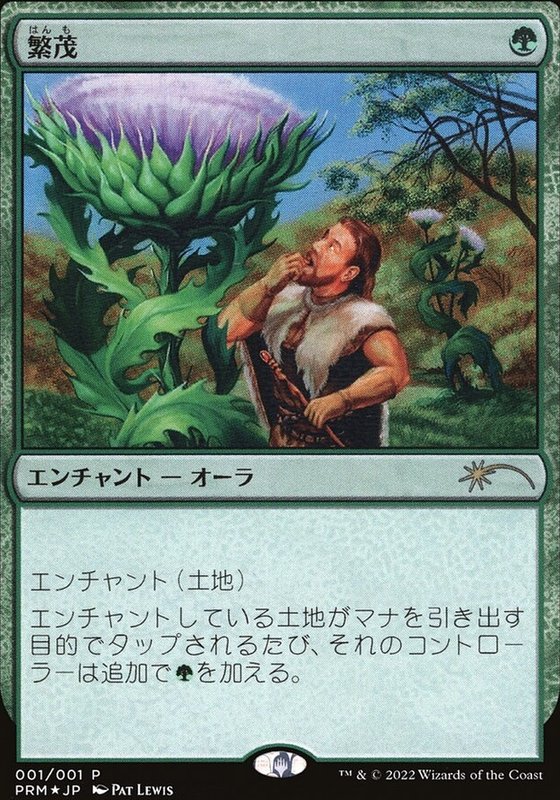 はんも
繁茂
エンチャント — オーラ
エンチャント（土地）
エンチャントしている土地がマナを引き出す
目的でタップされるたび、それのコントロー
ラーは追加で を加える。
001/001 P
PRM★JP PAT LEWIS
™ & © 2022 Wizards of the Coast